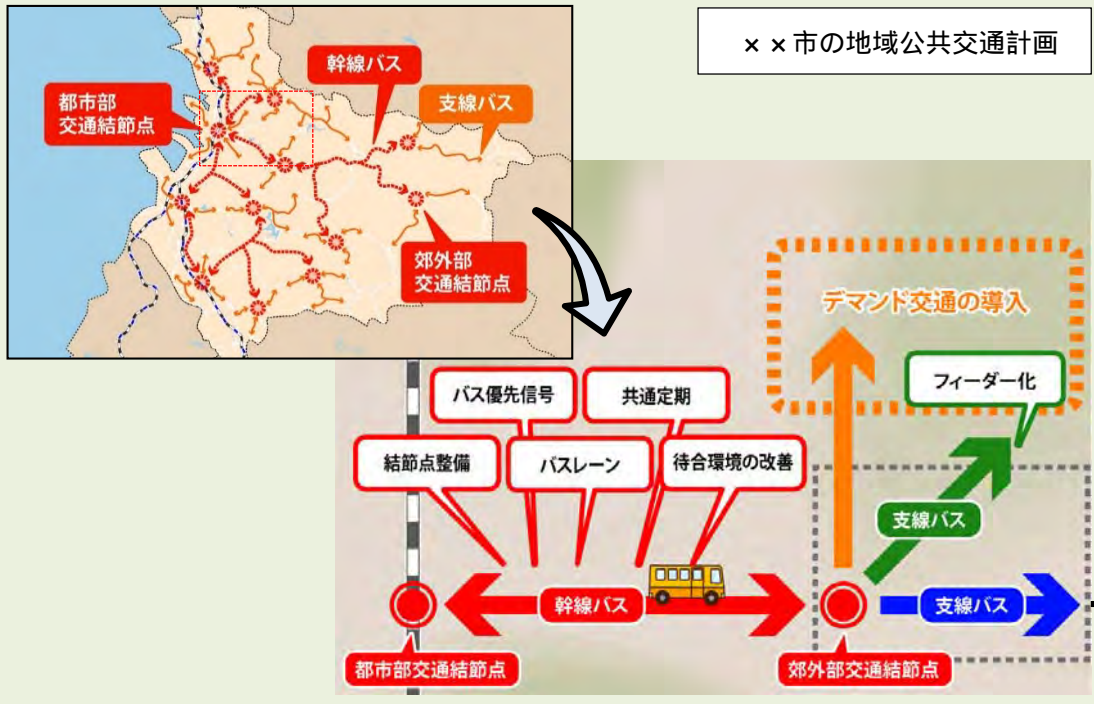 ××市の地域公共交通計画
幹線バス
都市部
交通結節点
支線バス
郊外部
交通結節点
デマンド交通の導入
フィーダー化
バス優先信号
共通定期
結節点整備
バスレーン
待合環境の改善
支線バス
幹線バス
支線バス
都市部交通結節点
郊外部交通結節点